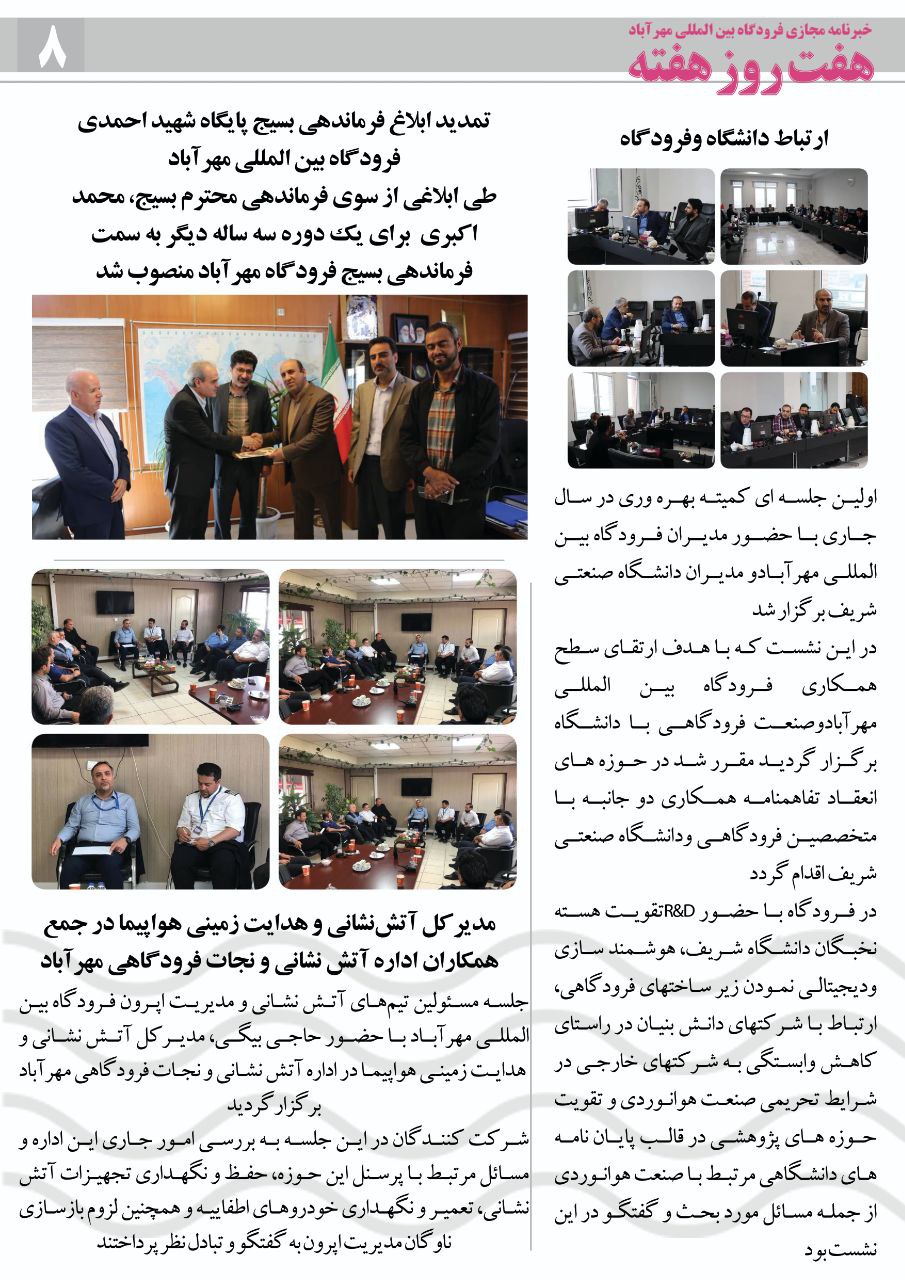 خبرنامه مجازی فرودگاه بین المللی مهرآباد
هفت روز هفته
۸
ارتباط دانشگاه وفرودگاه
اولین جلسه ای کمیته بهره وری در سال
جاری با حضور مدیران فرودگاه بین
المللی مهرآبادو مدیران دانشگاه صنعتی
شریف برگزار شد
در این نشست که با هدف ارتقای سطح
همکاری فرودگاه بین المللی
مهرآبادوصنعت فرودگاهی با دانشگاه
برگزار گردید مقرر شد در حوزه های
انعقاد تفاهمنامه همکاری دو جانبه با
متخصصین فرودگاهی ودانشگاه صنعتی
شریف اقدام گردد
در فرودگاه با حضور R&Dتقویت هسته
نخبگان دانشگاه شریف، هوشمند سازی
ودیجیتالی نمودن زیر ساختهای فرودگاهی،
ارتباط با شرکتهای دانش بنیان در راستای
کاهش وابستگی به شرکتهای خارجی در
شرایط تحریمی صنعت هوانوردی و تقویت
حوزه های پژوهشی در قالب پایان نامه
های دانشگاهی مرتبط با صنعت هوانوردی
از جمله مسائل مورد بحث و گفتگو در این
نشست بود
تمدید ابلاغ فرماندهی بسیج پایگاه شهید احمدی
فرودگاه بین المللی مهرآباد
طی ابلاغی از سوی فرماندهی محترم بسیج، محمد
اکبری برای یک دوره سه ساله دیگر به سمت
فرماندهی بسیج فرودگاه مهرآباد منصوب شد
مدیر کل آتش‌نشانی و هدایت زمینی هواپیما در جمع
همکاران اداره آتش نشانی و نجات فرودگاهی مهرآباد
جلسه مسئولین تیم‌های آتش نشانی و مدیریت اپرون فرودگاه بین
المللی مهرآباد با حضور حاجی بیگی، مدیر کل آتش نشانی و
هدایت زمینی هواپیما در اداره آتش نشانی و نجات فرودگاهی مهرآباد
برگزار گردید
شرکت کنندگان در این جلسه به بررسی امور جاری این اداره و
مسائل مرتبط با پرسنل این حوزه، حفظ و نگهداری تجهیزات آتش
نشانی، تعمیر و نگهداری خودروهای اطفاییه و همچنین لزوم بازسازی
ناوگان مدیریت اپرون به گفتگو و تبادل نظر پرداختند